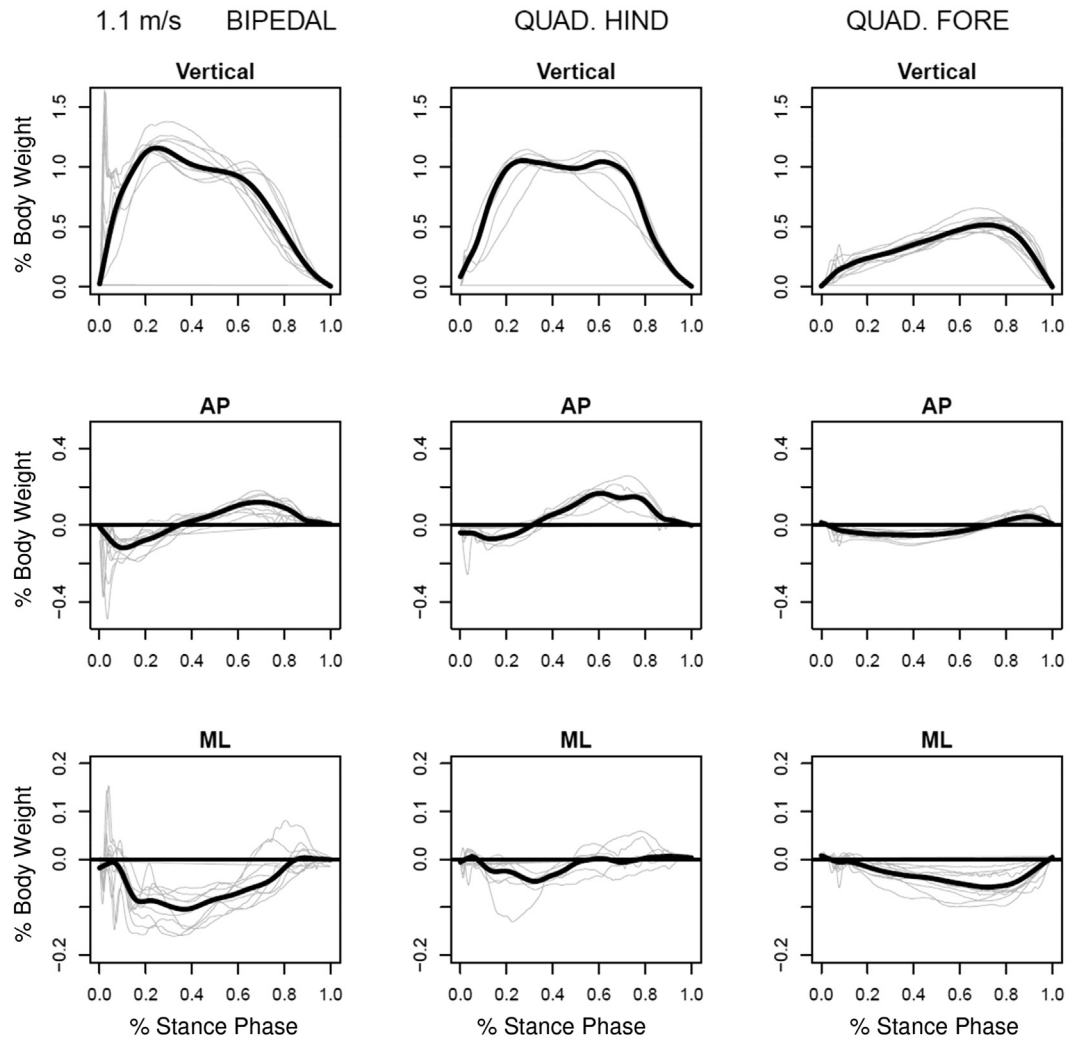 1.1 m/s BIPEDAL QUAD. HIND QUAD. FORE
Vertical Vertical Vertical
% Body Weight
1.5 1.5 1.5
1.0 1.0 1.0
0.5 0.5 0.5
0.0 0.0 0.0
0.0 0.2 0.4 0.6 0.8 1.0 0.0 0.2 0.4 0.6 0.8 1.0 0.0 0.2 0.4 0.6 0.8 1.0
AP AP AP
% Body Weight
0.4 0.4 0.4
0.0 0.0 0.0
−0.4 −0.4 −0.4
0.0 0.2 0.4 0.6 0.8 1.0 0.0 0.2 0.4 0.6 0.8 1.0 0.0 0.2 0.4 0.6 0.8 1.0
ML ML ML
% Body Weight
0.2 0.2 0.2
0.1 0.1 0.1
0.0 0.0 0.0
−0.2 −0.2 −0.2
0.0 0.2 0.4 0.6 0.8 1.0 0.0 0.2 0.4 0.6 0.8 1.0 0.0 0.2 0.4 0.6 0.8 1.0
% Stance Phase % Stance Phase % Stance Phase